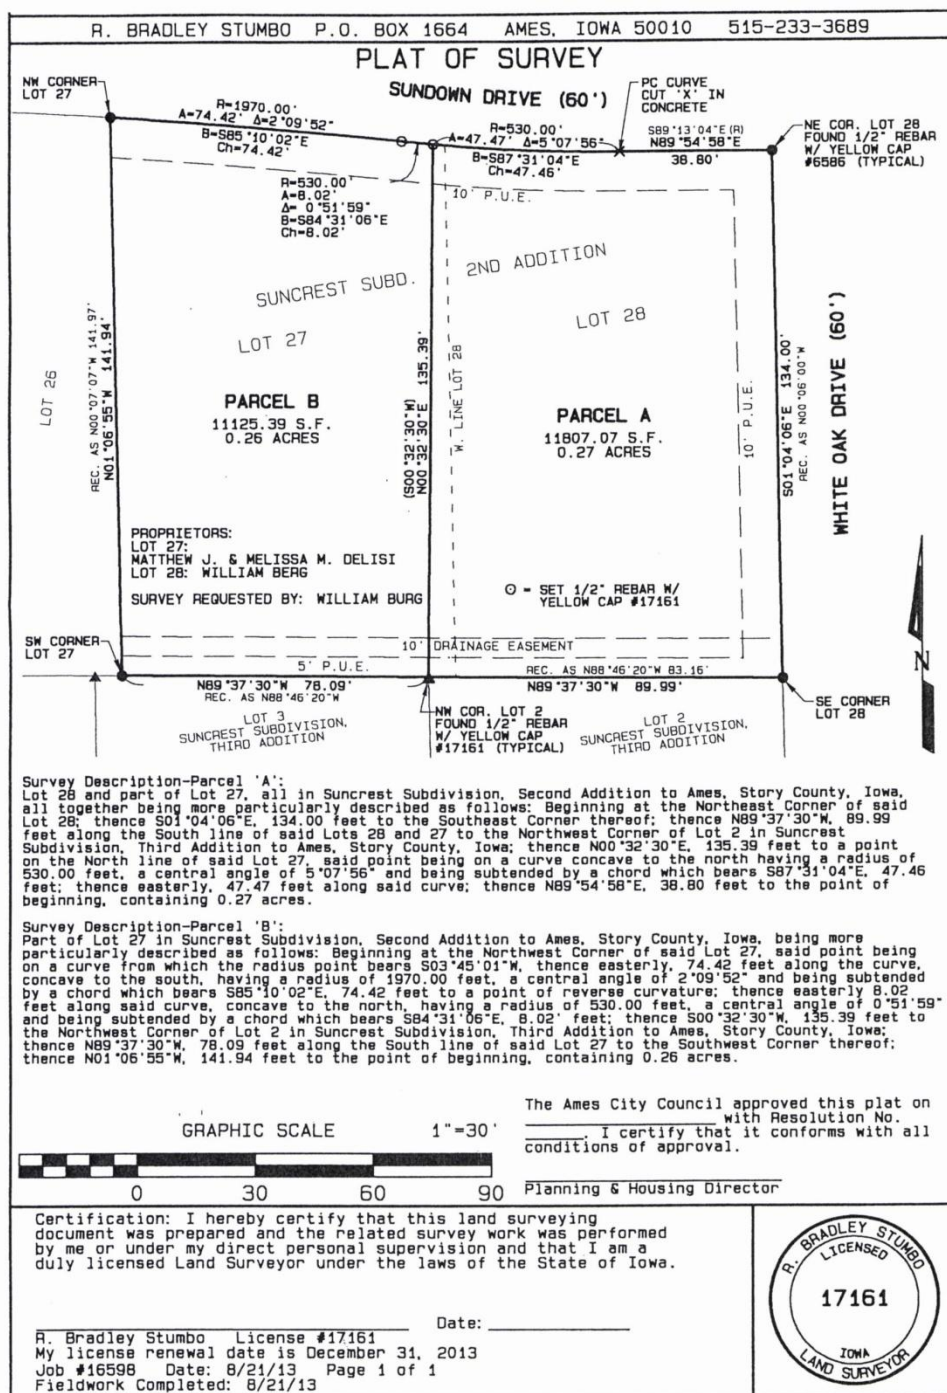 R. BRADLEY STUMBO P.O. BOX 1664 AMES, IOWA 50010 515-233-3689
PLAT OF SURVEY
NW CORNER
LOT 27
SUNDOWN DRIVE (60')
PC CURVE
CUT 'X' IN
CONCRETE
R=1970.00'
A=74.42' Δ=2°09'52"
B=S85°10'02"E
Ch=74.42'
R=530.00'
A=47.47' Δ=5°07'56"
B=S87°31'04"E
Ch=47.46'
S89°13'04"E (R)
N89°54'58"E
38.80'
NE COR. LOT 28
FOUND 1/2" REBAR
W/ YELLOW CAP
#6586 (TYPICAL)
R=530.00'
A=8.02'
Δ= 0°51'59"
B=S84°31'06"E
Ch=8.02'
10' P.U.E.
SUNCREST SUBD. 2ND ADDITION
LOT 27
LOT 28
LOT 26
REC. AS N00°07'07"W 141.97'
N01°06'55"W 141.94'
PARCEL B
11125.39 S.F.
0.26 ACRES
(S00°32'30"W)
N00°32'30"E 135.39'
W. LINE LOT 28
PARCEL A
11807.07 S.F.
0.27 ACRES
10' P.U.E.
S01°04'06"E 134.00'
REC. AS N00°06'00"W
WHITE OAK DRIVE (60')
PROPRIETORS:
LOT 27:
MATTHEW J. & MELISSA M. DELISI
LOT 28: WILLIAM BERG
SURVEY REQUESTED BY: WILLIAM BURG
⊙ - SET 1/2" REBAR W/
YELLOW CAP #17161
N
SW CORNER
LOT 27
10' DRAINAGE EASEMENT
5' P.U.E.
REC. AS N88°46'20"W 83.16'
N89°37'30"W 78.09'
REC. AS N88°46'20"W
N89°37'30"W 89.99'
SE CORNER
LOT 28
LOT 3
SUNCREST SUBDIVISION,
THIRD ADDITION
NW COR. LOT 2
FOUND 1/2" REBAR
W/ YELLOW CAP
#17161 (TYPICAL)
LOT 2
SUNCREST SUBDIVISION,
THIRD ADDITION
Survey Description-Parcel 'A':
Lot 28 and part of Lot 27, all in Suncrest Subdivision, Second Addition to Ames, Story County, Iowa,
all together being more particularly described as follows: Beginning at the Northeast Corner of said
Lot 28; thence S01°04'06"E, 134.00 feet to the Southeast Corner thereof; thence N89°37'30"W, 89.99
feet along the South line of said Lots 28 and 27 to the Northwest Corner of Lot 2 in Suncrest
Subdivision, Third Addition to Ames, Story County, Iowa; thence N00°32'30"E, 135.39 feet to a point
on the North line of said Lot 27, said point being on a curve concave to the north having a radius of
530.00 feet, a central angle of 5°07'56" and being subtended by a chord which bears S87°31'04"E, 47.46
feet; thence easterly, 47.47 feet along said curve; thence N89°54'58"E, 38.80 feet to the point of
beginning, containing 0.27 acres.
Survey Description-Parcel 'B':
Part of Lot 27 in Suncrest Subdivision, Second Addition to Ames, Story County, Iowa, being more
particularly described as follows: Beginning at the Northwest Corner of said Lot 27, said point being
on a curve from which the radius point bears S03°45'01"W, thence easterly, 74.42 feet along the curve,
concave to the south, having a radius of 1970.00 feet, a central angle of 2°09'52" and being subtended
by a chord which bears S85°10'02"E, 74.42 feet to a point of reverse curvature; thence easterly 8.02
feet along said curve, concave to the north, having a radius of 530.00 feet, a central angle of 0°51'59"
and being subtended by a chord which bears S84°31'06"E, 8.02' feet; thence S00°32'30"W, 135.39 feet to
the Northwest Corner of Lot 2 in Suncrest Subdivision, Third Addition to Ames, Story County, Iowa;
thence N89°37'30"W, 78.09 feet along the South line of said Lot 27 to the Southwest Corner thereof;
thence N01°06'55"W, 141.94 feet to the point of beginning, containing 0.26 acres.
GRAPHIC SCALE 1"=30'
0 30 60 90
The Ames City Council approved this plat on
with Resolution No.
. I certify that it conforms with all
conditions of approval.
Planning & Housing Director
Certification: I hereby certify that this land surveying
document was prepared and the related survey work was performed
by me or under my direct personal supervision and that I am a
duly licensed Land Surveyor under the laws of the State of Iowa.
Date:
R. Bradley Stumbo License #17161
My license renewal date is December 31, 2013
Job #16598 Date: 8/21/13 Page 1 of 1
Fieldwork Completed: 8/21/13
R. BRADLEY STUMBO
LICENSED
17161
IOWA
LAND SURVEYOR